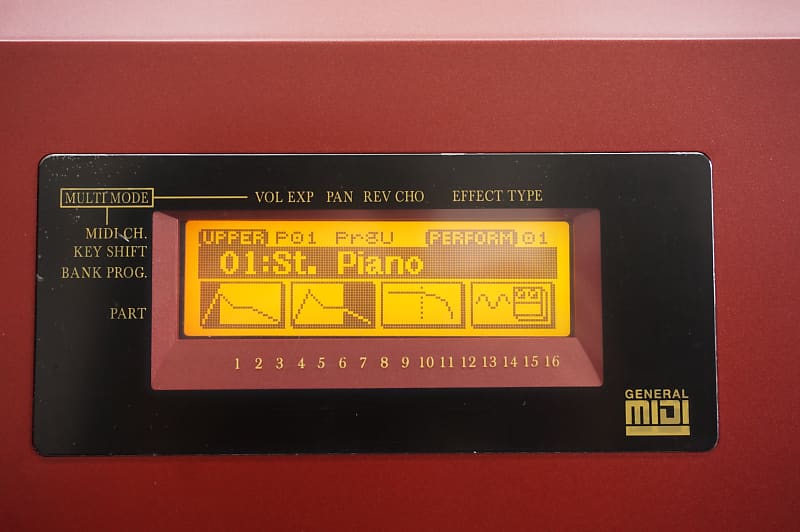 MULTI MODE VOL EXP PAN REV CHO EFFECT TYPE
MIDI CH.
KEY SHIFT
BANK PROG.
PART
UPPER P01 PrgU PERFORM 01
01:St. Piano
1 2 3 4 5 6 7 8 9 10 11 12 13 14 15 16
GENERAL
MIDI